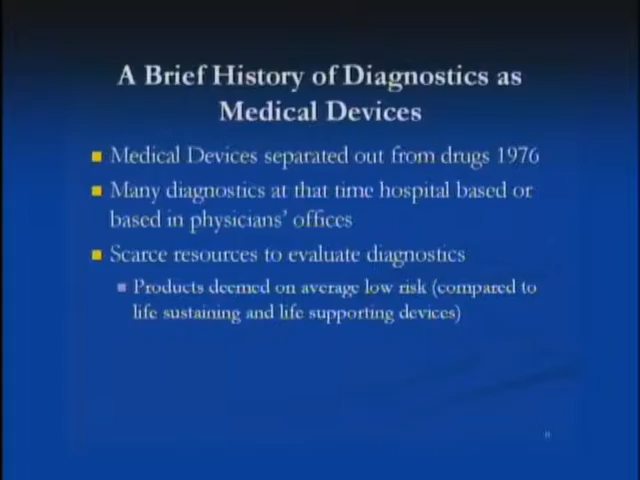 A Brief History of Diagnostics as
Medical Devices
Medical Devices separated out from drugs 1976
Many diagnostics at that time hospital based or
based in physicians' offices
Scarce resources to evaluate diagnostics
Products deemed on average low risk (compared to
life sustaining and life supporting devices)